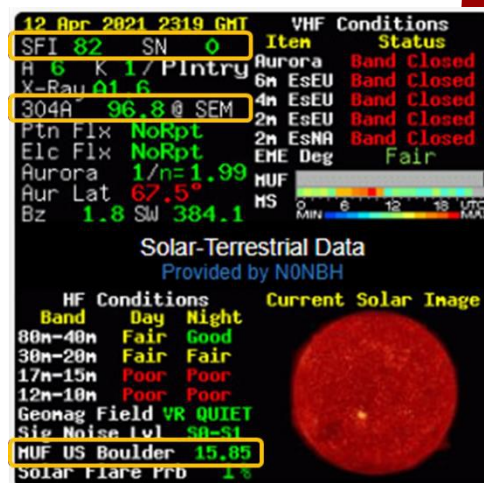 12 Apr 2021 2319 GMT
SFI 82 SN 0
A 6 K 1 / Plntry
X-Ray A1.6
304A 96.8 @ SEM
Ptn Flx NoRpt
Elc Flx NoRpt
Aurora 1/n=1.99
Aur Lat 67.5°
Bz 1.8 SW 384.1
VHF Conditions
Item Status
Aurora Band Closed
6m EsEU Band Closed
4m EsEU Band Closed
2m EsEU Band Closed
2m EsNA Band Closed
EME Deg Fair
MUF
MS 0 6 12 18 UTC
MIN MAX
Solar-Terrestrial Data
Provided by N0NBH
HF Conditions
Band Day Night
80m-40m Fair Good
30m-20m Fair Fair
17m-15m Poor Poor
12m-10m Poor Poor
Geomag Field VR QUIET
Sig Noise Lvl S0-S1
MUF US Boulder 15.85
Solar Flare Prb 1%
Current Solar Image